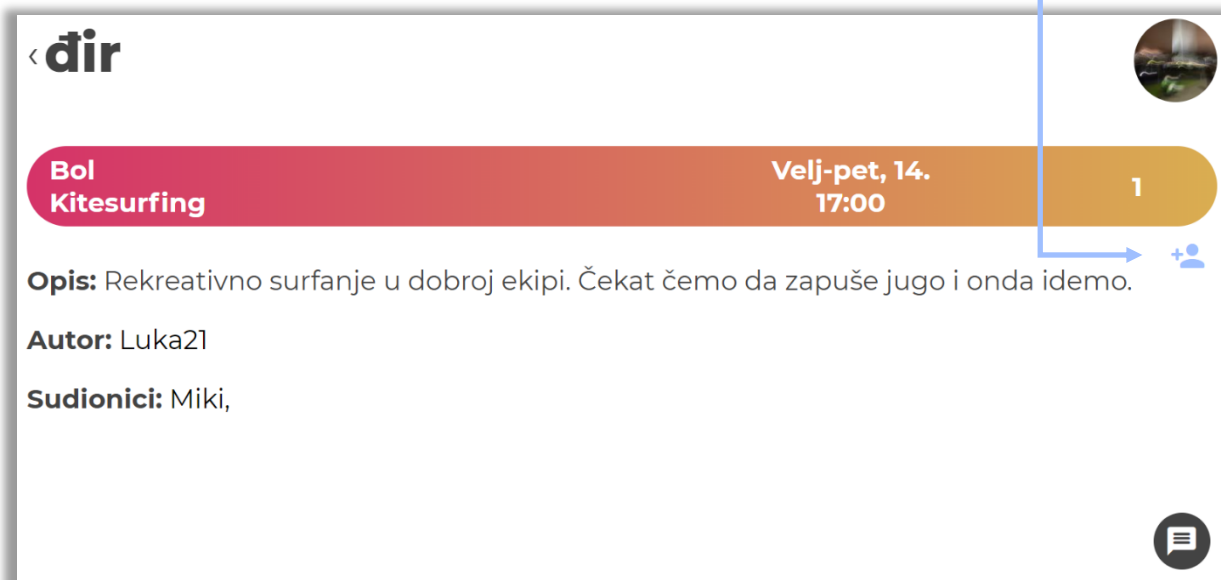 ‹ đir
Bol
Kitesurfing
Velj-pet, 14.
17:00
1
Opis: Rekreativno surfanje u dobroj ekipi. Čekat čemo da zapuše jugo i onda idemo.
Autor: Luka21
Sudionici: Miki,